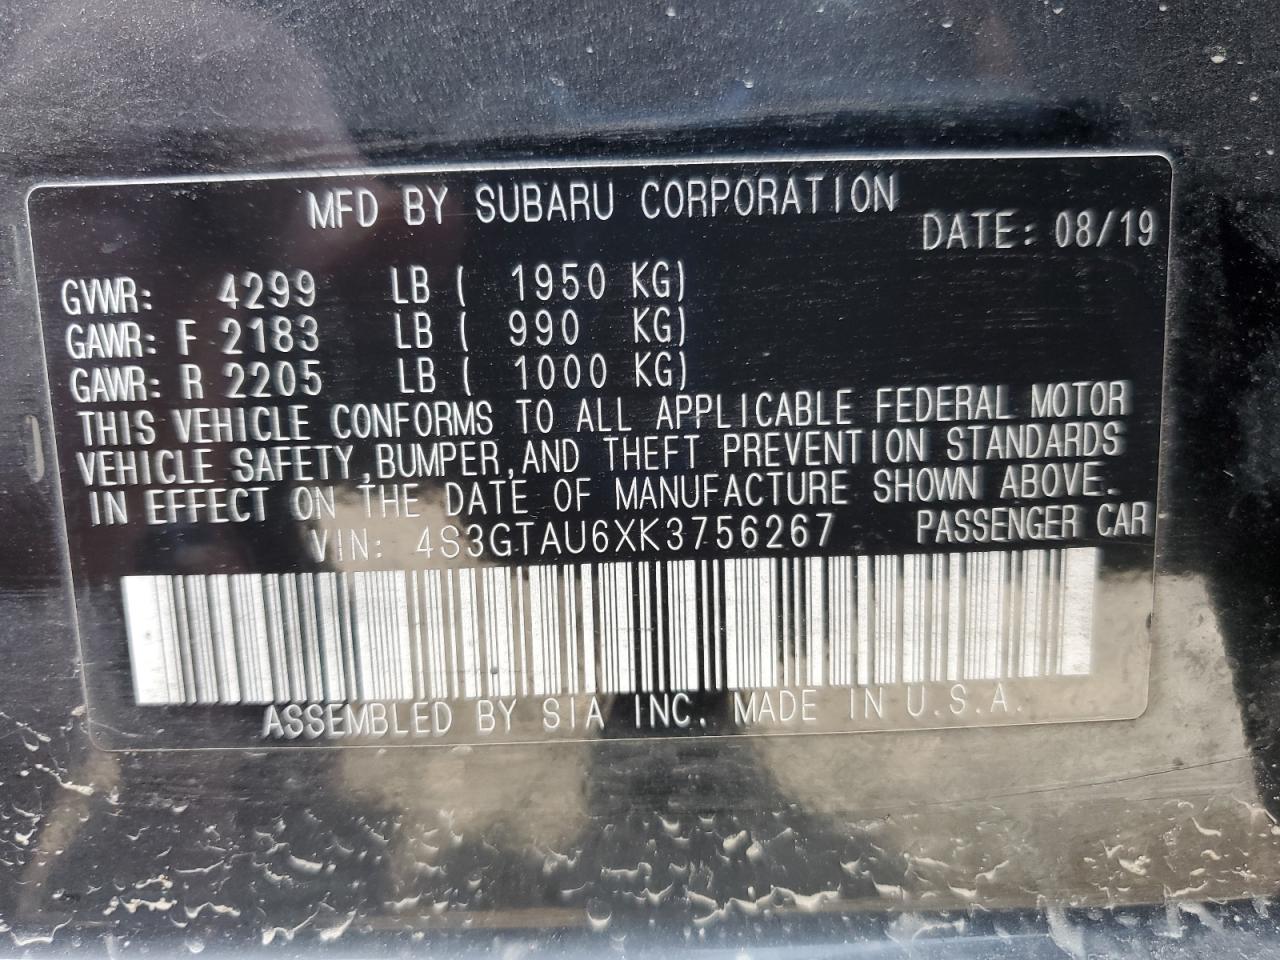 MFD BY SUBARU CORPORATION
DATE: 08/19
GVWR: 4299 LB ( 1950 KG)
GAWR: F 2183 LB ( 990 KG)
GAWR: R 2205 LB ( 1000 KG)
THIS VEHICLE CONFORMS TO ALL APPLICABLE FEDERAL MOTOR
VEHICLE SAFETY,BUMPER,AND THEFT PREVENTION STANDARDS
IN EFFECT ON THE DATE OF MANUFACTURE SHOWN ABOVE.
VIN: 4S3GTAU6XK3756267 PASSENGER CAR
ASSEMBLED BY SIA INC. MADE IN U.S.A.